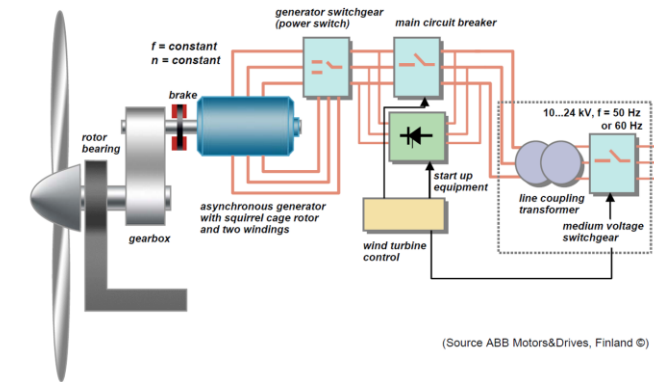 generator switchgear
(power switch)
main circuit breaker
f = constant
n = constant
brake
10...24 kV, f = 50 Hz
or 60 Hz
rotor
bearing
start up
equipment
line coupling
transformer
asynchronous generator
with squirrel cage rotor
and two windings
gearbox
medium voltage
switchgear
wind turbine
control
(Source ABB Motors&Drives, Finland ©)